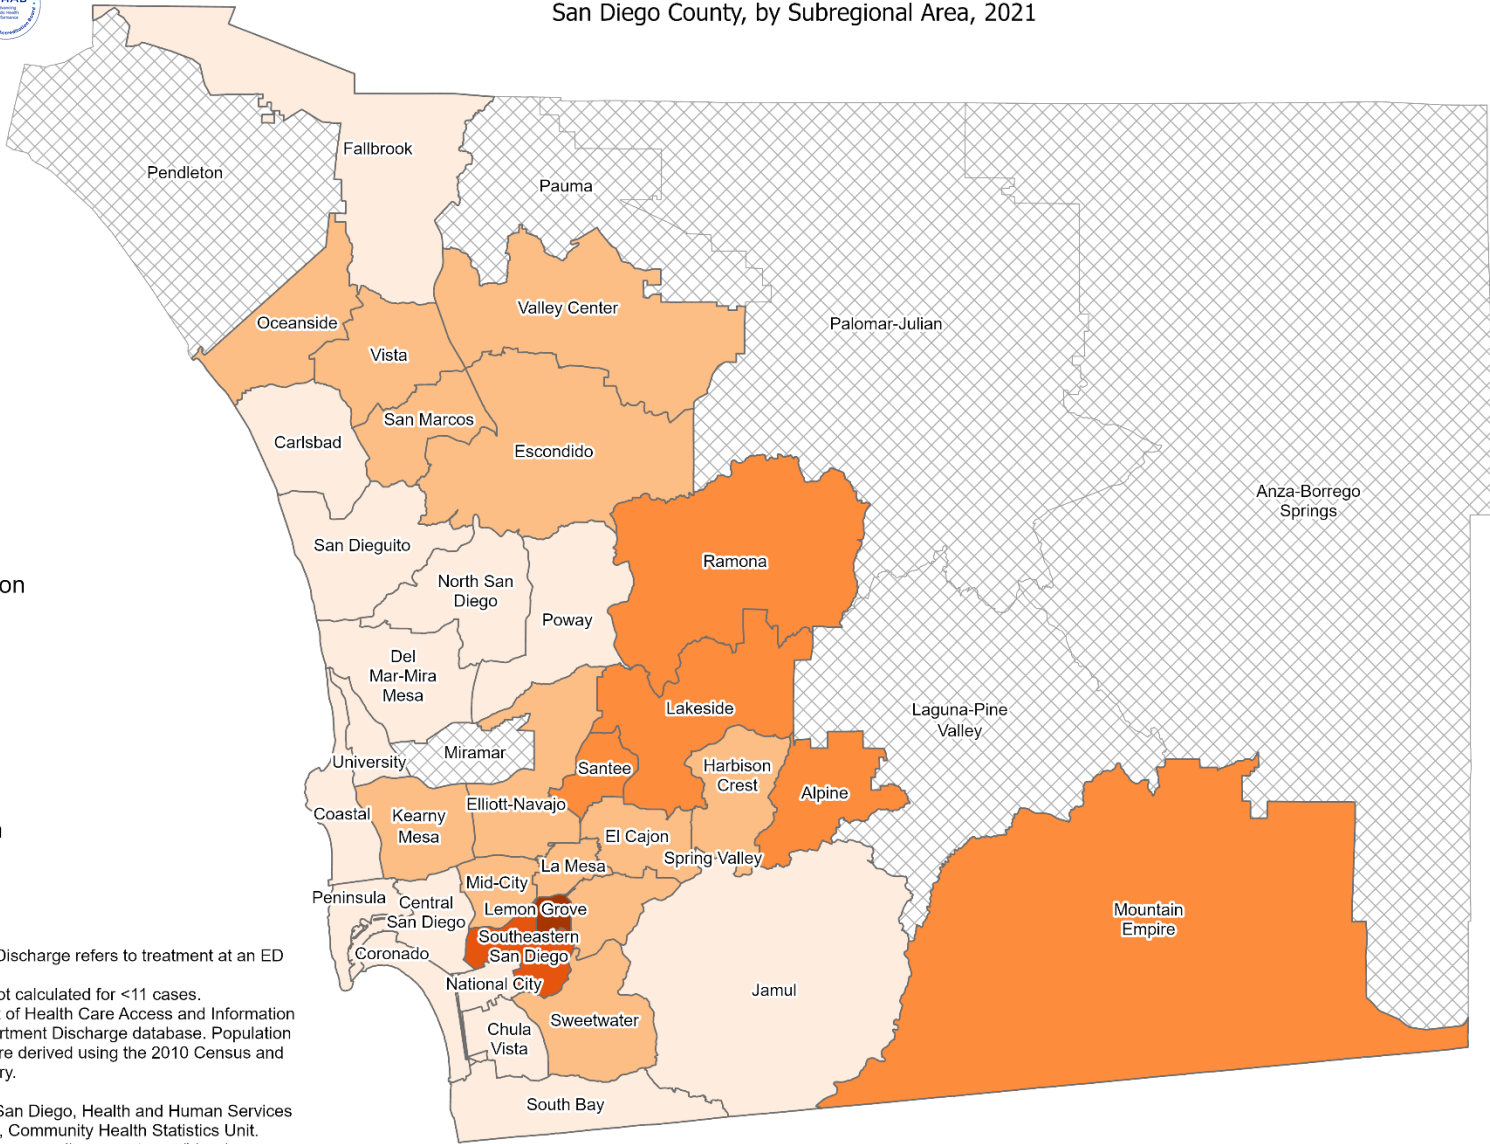 San Diego County, by Subregional Area, 2021
Fallbrook
Pendleton
Pauma
Valley Center
Oceanside
Palomar-Julian
Vista
San Marcos
Carlsbad
Escondido
Anza-Borrego
Springs
San Dieguito
Ramona
North San
Diego
on
Poway
Del
Mar-Mira
Mesa
Lakeside
Laguna-Pine
Valley
Miramar
University
Santee
Harbison
Crest
Alpine
Elliott-Navajo
Coastal
Kearny
Mesa
El Cajon
Spring Valley
La Mesa
Mid-City
Peninsula
Central
San Diego
Lemon Grove
Mountain
Empire
Southeastern
San Diego
Coronado
National City
Jamul
Sweetwater
Chula
Vista
South Bay
Discharge refers to treatment at an ED
ot calculated for <11 cases.
t of Health Care Access and Information
rtment Discharge database. Population
re derived using the 2010 Census and
ry.
San Diego, Health and Human Services
, Community Health Statistics Unit.